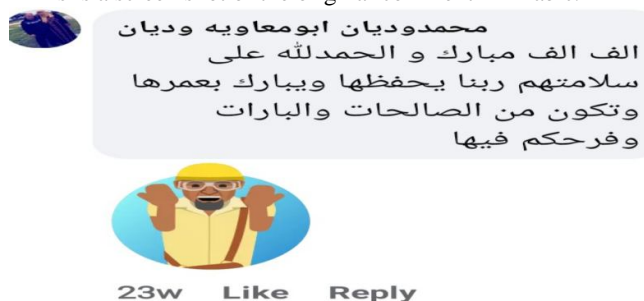 محمدوديان ابومعاويه وديان
الف الف مبارك و الحمدلله على
سلامتهم ربنا يحفظها ويبارك بعمرها
وتكون من الصالحات والبارات
وفرحكم فيها
23w Like Reply